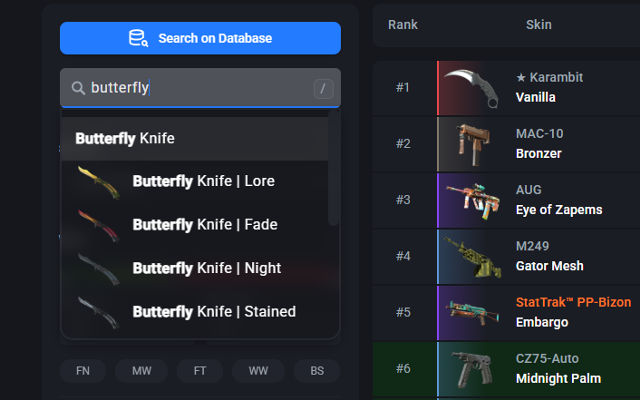 Search on Database
butterfly
/
Butterfly Knife
Butterfly Knife | Lore
Butterfly Knife | Fade
Butterfly Knife | Night
Butterfly Knife | Stained
FN
MW
FT
WW
BS
Rank
Skin
#1
★ Karambit
Vanilla
#2
MAC-10
Bronzer
#3
AUG
Eye of Zapems
#4
M249
Gator Mesh
#5
StatTrak™ PP-Bizon
Embargo
#6
CZ75-Auto
Midnight Palm